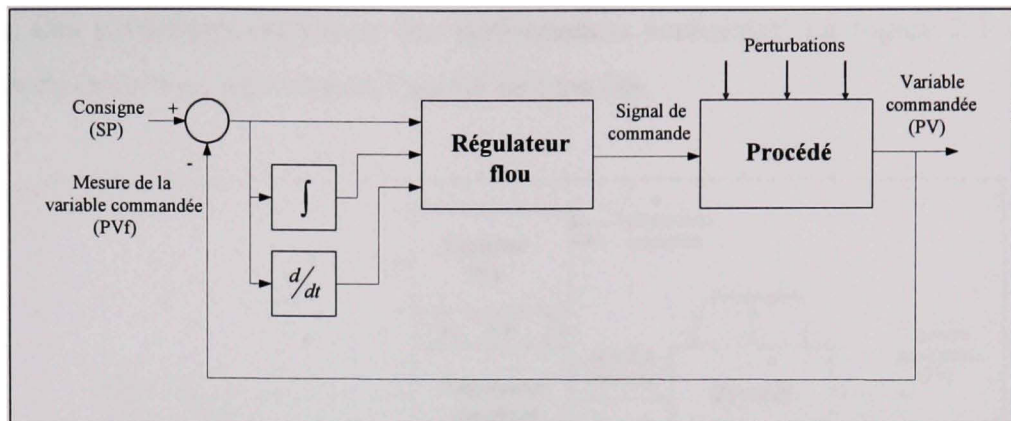 Perturbations
Variable
commandée
(PV)
Consigne
(SP)
+
-
Signal de
commande
Régulateur
flou
Procédé
Mesure de la
variable commandée
(PVf)
∫
d/dt